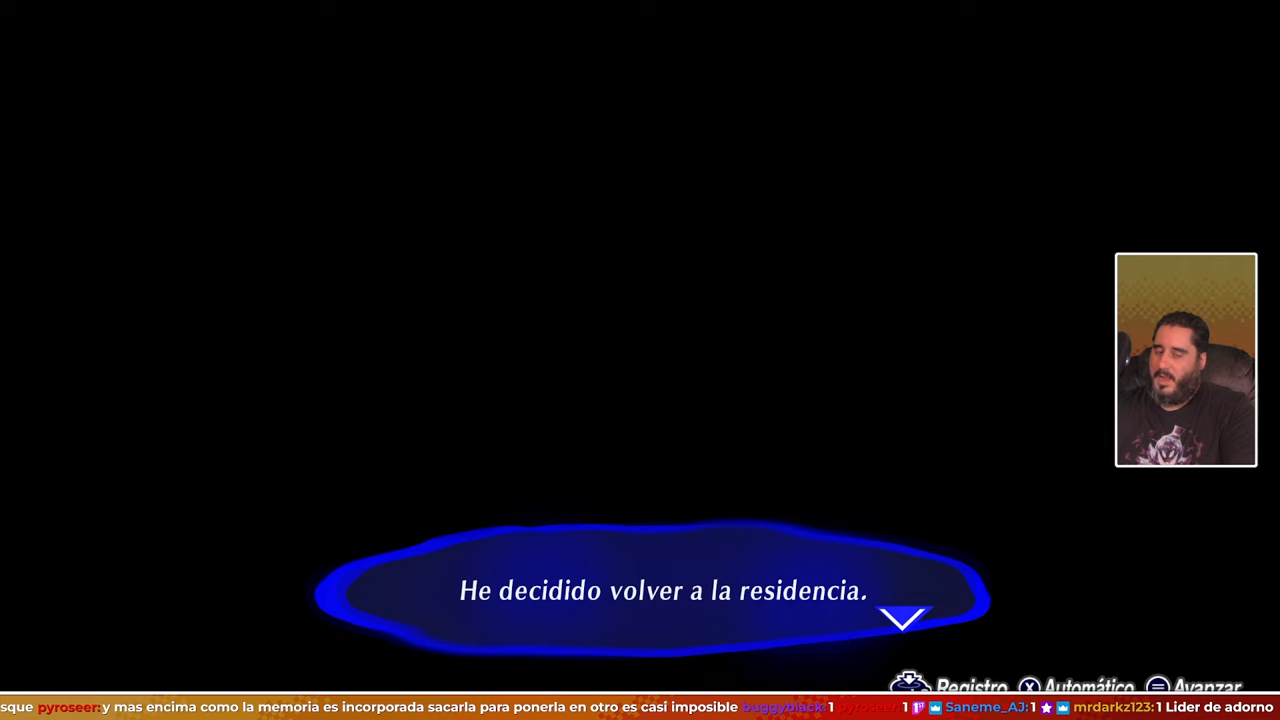 He decidido volver a la residencia.
Registro X Automático Avanzar
sque pyroseer: y mas encima como la memoria es incorporada sacarla para ponerla en otro es casi imposible buggyblack: 1 pyroseer: 1 Saneme_AJ: 1 mrdarkz123: 1 Lider de adorno